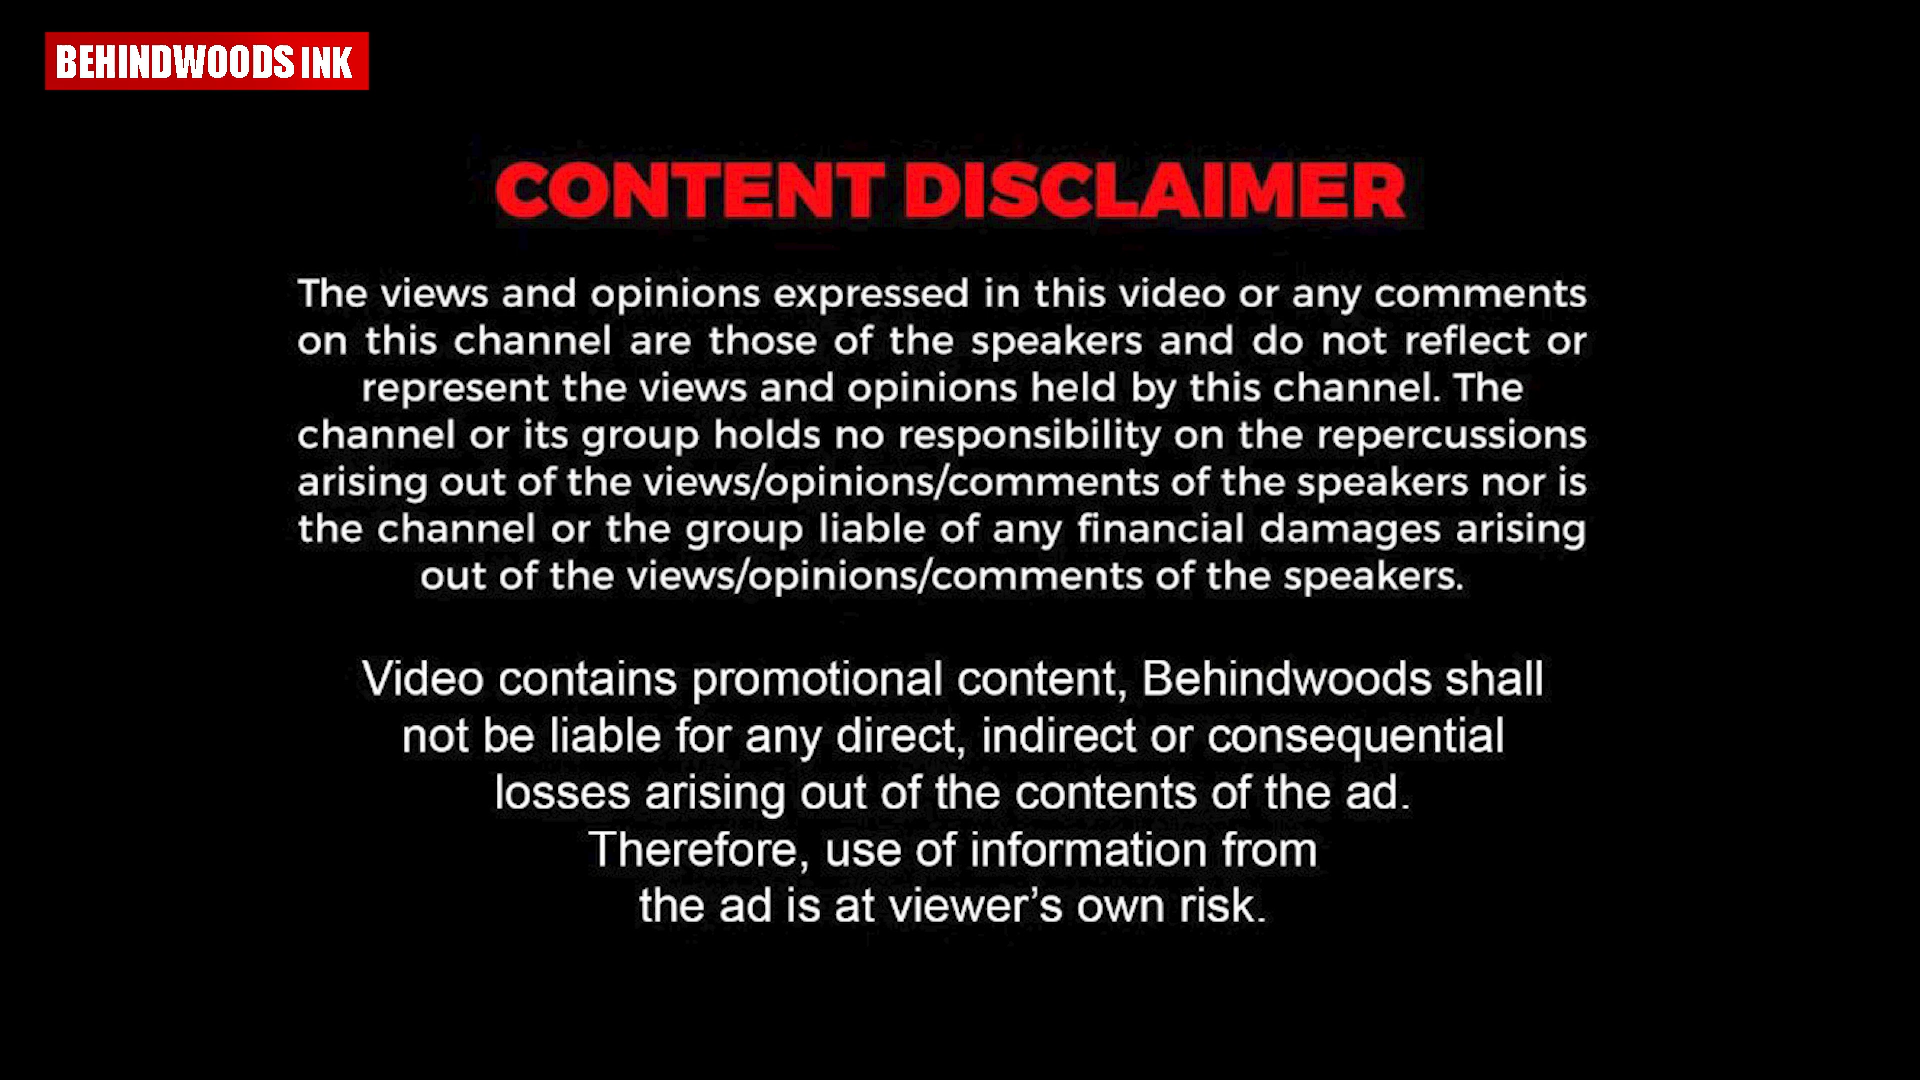 BEHINDWOODS INK
CONTENT DISCLAIMER
The views and opinions expressed in this video or any comments
on this channel are those of the speakers and do not reflect or
represent the views and opinions held by this channel. The
channel or its group holds no responsibility on the repercussions
arising out of the views/opinions/comments of the speakers nor is
the channel or the group liable of any financial damages arising
out of the views/opinions/comments of the speakers.
Video contains promotional content, Behindwoods shall
not be liable for any direct, indirect or consequential
losses arising out of the contents of the ad.
Therefore, use of information from
the ad is at viewer’s own risk.